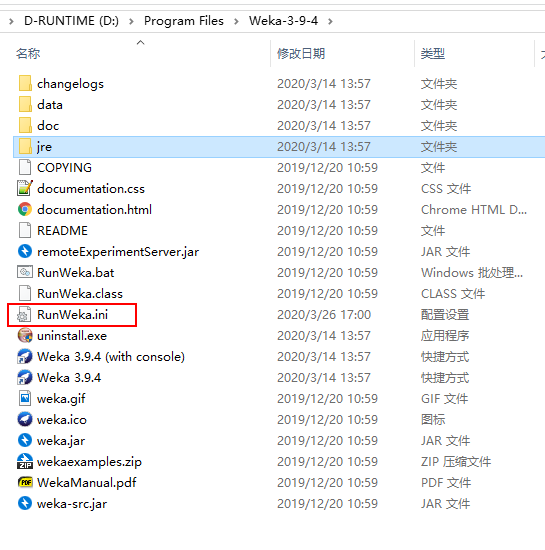 D-RUNTIME (D:) > Program Files > Weka-3-9-4 >
名称 修改日期 类型
changelogs 2020/3/14 13:57 文件夹
data 2020/3/14 13:57 文件夹
doc 2020/3/14 13:57 文件夹
jre 2020/3/14 13:57 文件夹
COPYING 2019/12/20 10:59 文件
documentation.css 2019/12/20 10:59 CSS 文件
documentation.html 2019/12/20 10:59 Chrome HTML D...
README 2019/12/20 10:59 文件
remoteExperimentServer.jar 2019/12/20 10:59 JAR 文件
RunWeka.bat 2019/12/20 10:59 Windows 批处理...
RunWeka.class 2019/12/20 10:59 CLASS 文件
RunWeka.ini 2020/3/26 17:00 配置设置
uninstall.exe 2020/3/14 13:57 应用程序
Weka 3.9.4 (with console) 2020/3/14 13:57 快捷方式
Weka 3.9.4 2020/3/14 13:57 快捷方式
weka.gif 2019/12/20 10:59 GIF 文件
weka.ico 2019/12/20 10:59 图标
weka.jar 2019/12/20 10:59 JAR 文件
wekaexamples.zip 2019/12/20 10:59 ZIP 压缩文件
WekaManual.pdf 2019/12/20 10:59 PDF 文件
weka-src.jar 2019/12/20 10:59 JAR 文件